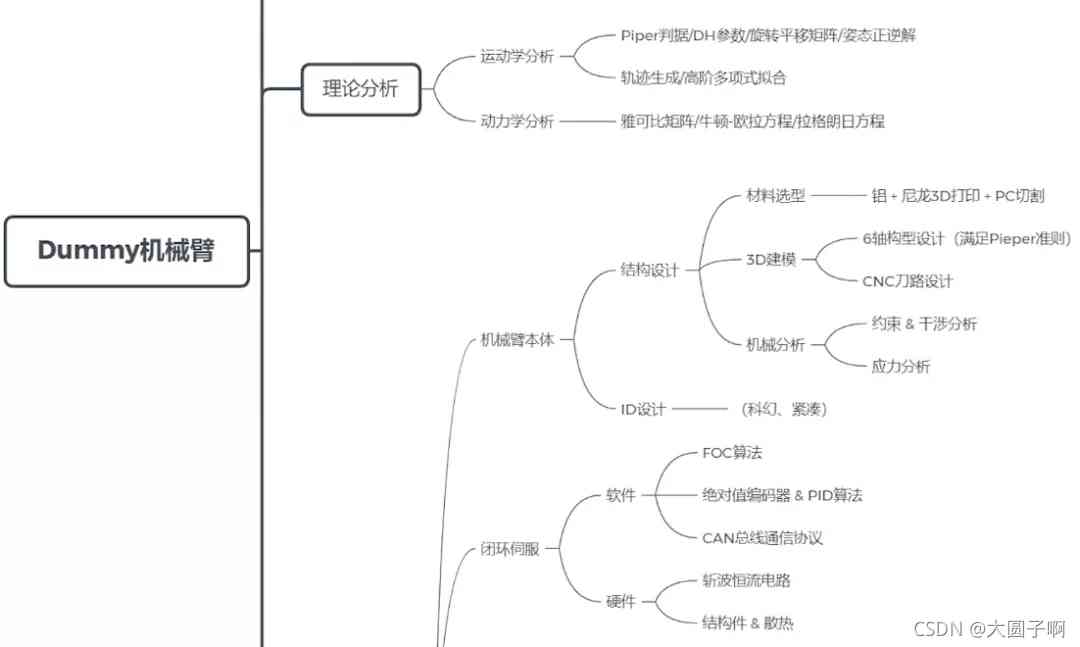 Piper判据/DH参数/旋转平移矩阵/姿态正逆解
运动学分析
轨迹生成/高阶多项式拟合
理论分析
动力学分析
雅可比矩阵/牛顿-欧拉方程/拉格朗日方程
Dummy机械臂
材料选型
铝 + 尼龙3D打印 + PC切割
6轴构型设计（满足Pieper准则）
3D建模
结构设计
CNC刀路设计
约束 & 干涉分析
机械臂本体
机械分析
应力分析
ID设计
（科幻、紧凑）
FOC算法
软件
绝对值编码器 & PID算法
CAN总线通信协议
闭环伺服
斩波恒流电路
硬件
结构件 & 散热
CSDN @大圆子啊